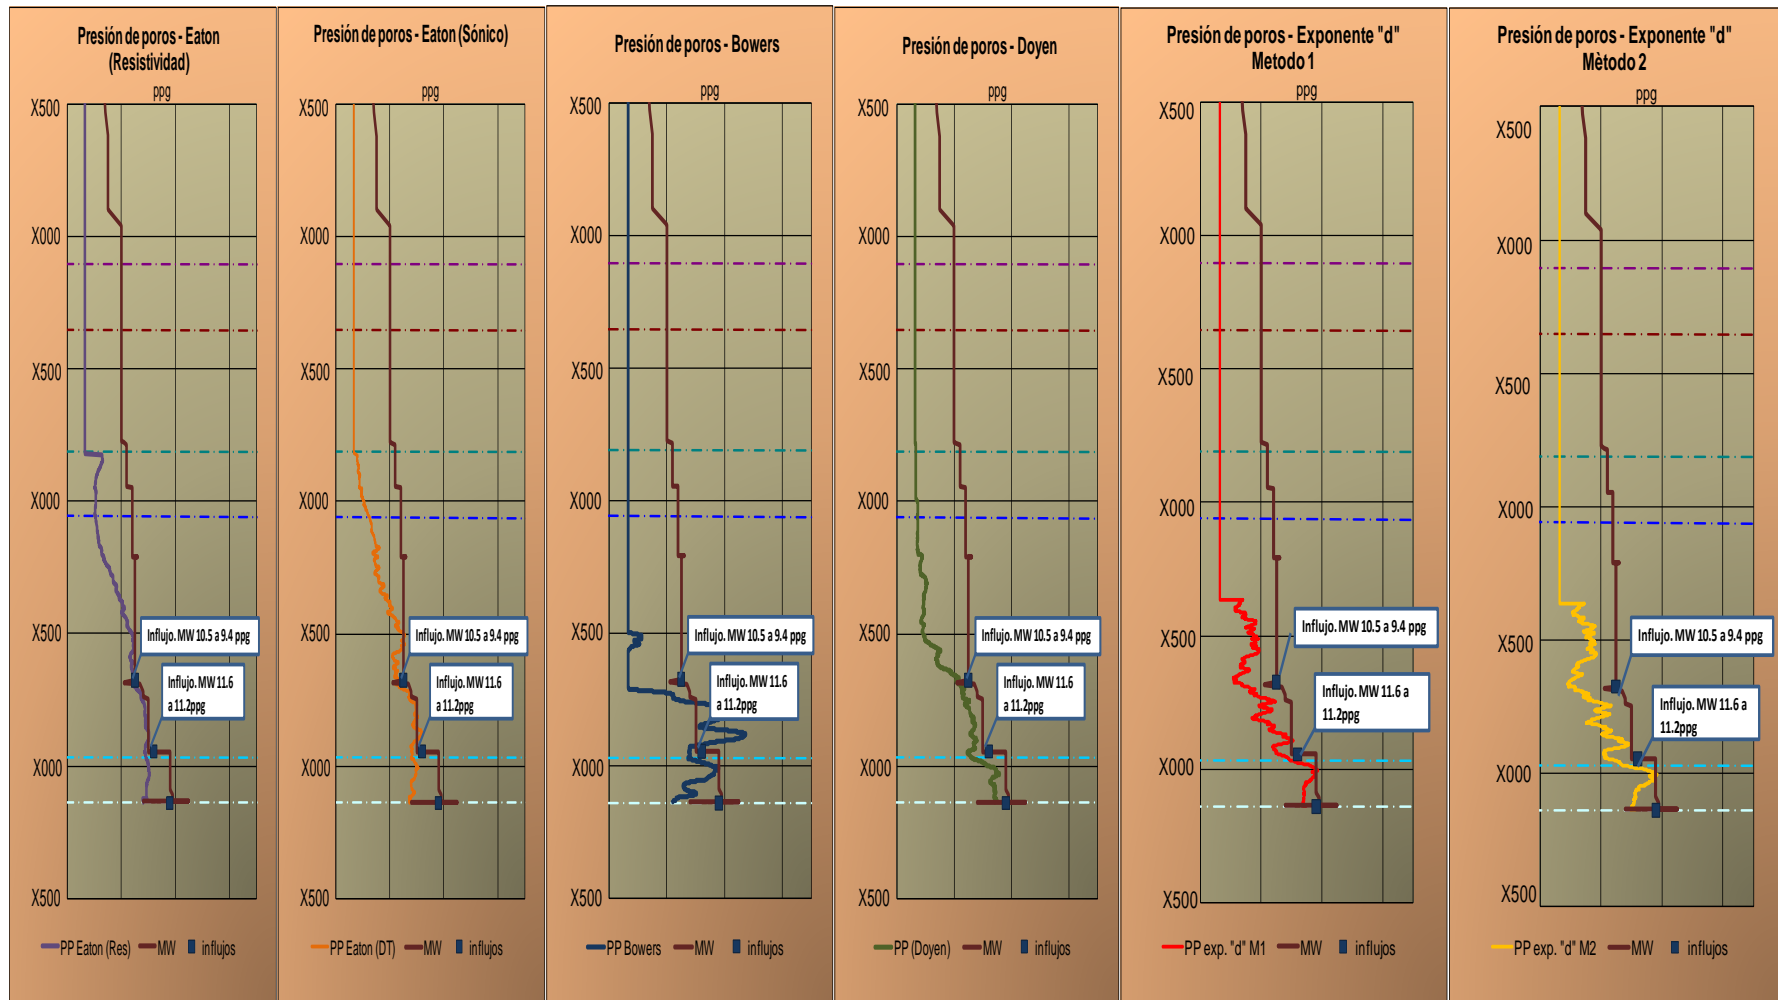 Presión de poros - Eaton
(Resistividad)
ppg
X500
X000
X500
X000
X500
X000
X500
Influjo. MW 10.5 a 9.4 ppg
Influjo. MW 11.6
a 11.2ppg
PP Eaton (Res)
MW
influjos
Presión de poros - Eaton (Sónico)
ppg
X500
X000
X500
X000
X500
X000
X500
Influjo. MW 10.5 a 9.4 ppg
Influjo. MW 11.6
a 11.2ppg
PP Eaton (DT)
MW
influjos
Presión de poros - Bowers
ppg
X500
X000
X500
X000
X500
X000
X500
Influjo. MW 10.5 a 9.4 ppg
Influjo. MW 11.6
a 11.2ppg
PP Bowers
MW
influjos
Presión de poros - Doyen
ppg
X500
X000
X500
X000
X500
X000
X500
Influjo. MW 10.5 a 9.4 ppg
Influjo. MW 11.6
a 11.2ppg
PP (Doyen)
MW
influjos
Presión de poros - Exponente "d"
Metodo 1
ppg
X500
X000
X500
X000
X500
X000
X500
Influjo. MW 10.5 a 9.4 ppg
Influjo. MW 11.6 a
11.2ppg
PP exp. "d" M1
MW
influjos
Presión de poros - Exponente "d"
Mètodo 2
ppg
X500
X000
X500
X000
X500
X000
X500
Influjo. MW 10.5 a 9.4 ppg
Influjo. MW 11.6 a
11.2ppg
PP exp. "d" M2
MW
influjos